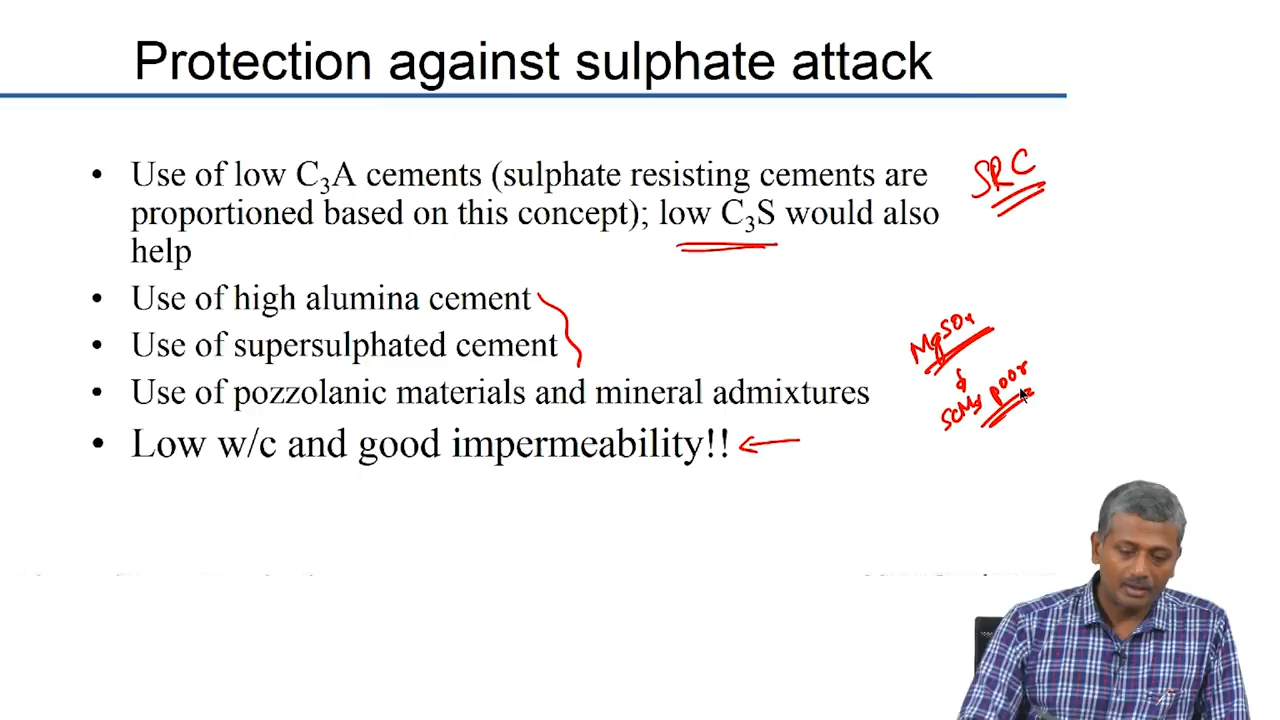 Protection against sulphate attack
• Use of low C₃A cements (sulphate resisting cements are
proportioned based on this concept); low C₃S would also
help
SRC
• Use of high alumina cement
• Use of supersulphated cement
• Use of pozzolanic materials and mineral admixtures
MgSO₄
&
SCMs poor
• Low w/c and good impermeability!!